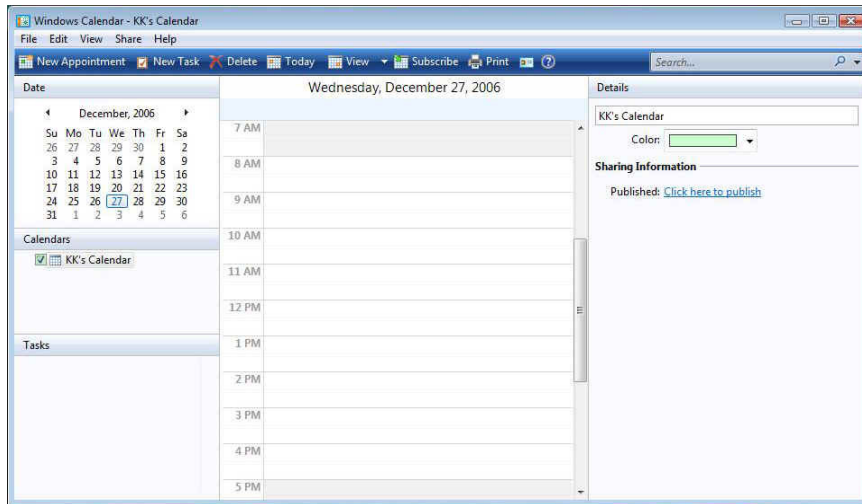 Windows Calendar - KK's Calendar
File Edit View Share Help
New Appointment New Task Delete Today View Subscribe Print
Search...
Date
December, 2006
Su Mo Tu We Th Fr Sa
26 27 28 29 30 1 2
3 4 5 6 7 8 9
10 11 12 13 14 15 16
17 18 19 20 21 22 23
24 25 26 27 28 29 30
31 1 2 3 4 5 6
Calendars
KK's Calendar
Tasks
Wednesday, December 27, 2006
7 AM
8 AM
9 AM
10 AM
11 AM
12 PM
1 PM
2 PM
3 PM
4 PM
5 PM
Details
KK's Calendar
Color:
Sharing Information
Published: Click here to publish